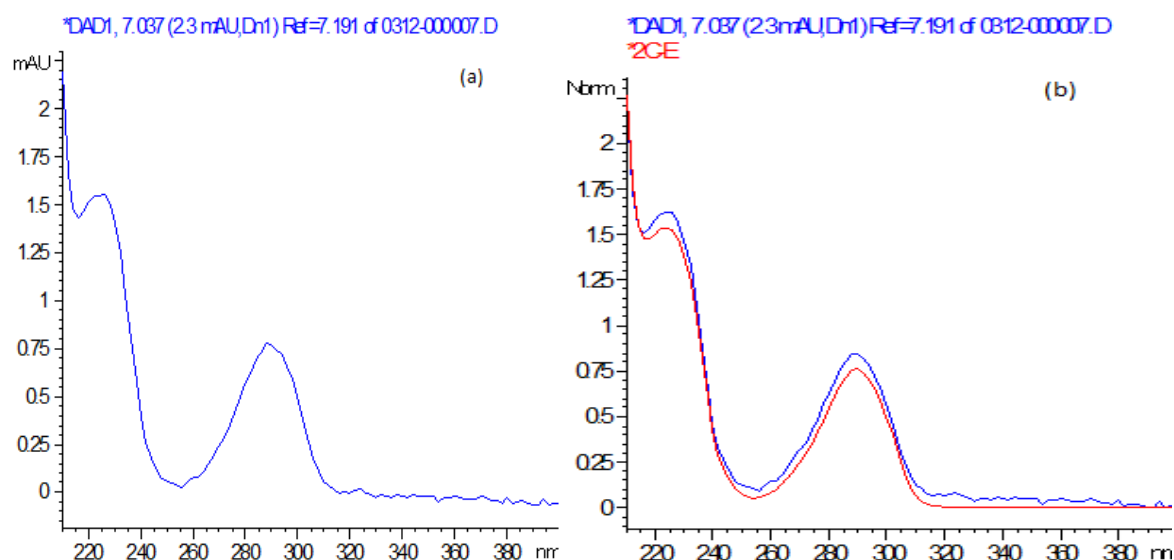 *DAD1, 7.037 (2.3 mAU,Dn1) Ref=7.191 of 0312-000007.D
mAU
(a)
2
1.75
1.5
1.25
1
0.75
0.5
0.25
0
220 240 260 280 300 320 340 360 380 nm
*DAD1, 7.037 (2.3 mAU,Dn1) Ref=7.191 of 0312-000007.D
*2GE
Norm
(b)
2
1.75
1.5
1.25
1
0.75
0.5
0.25
0
220 240 260 280 300 320 340 360 380 nm